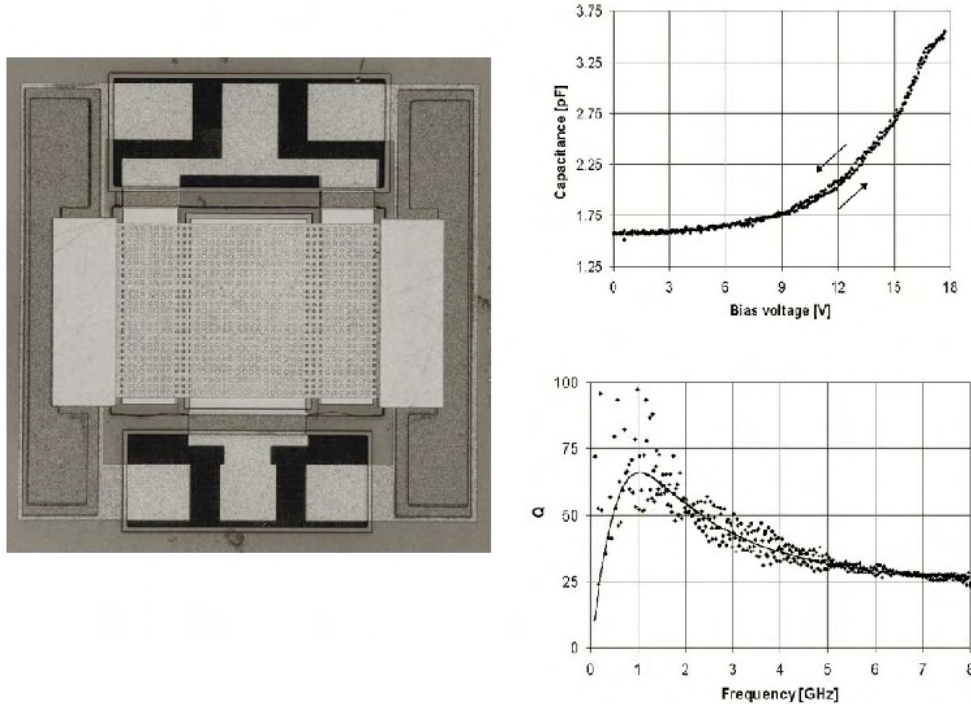 3.75
3.25
2.75
2.25
1.75
1.25
0 3 6 9 12 15 18
Capacitance [pF]
Bias voltage [V]
100
75
50
25
0
0 1 2 3 4 5 6 7 8
Q
Frequency [GHz]